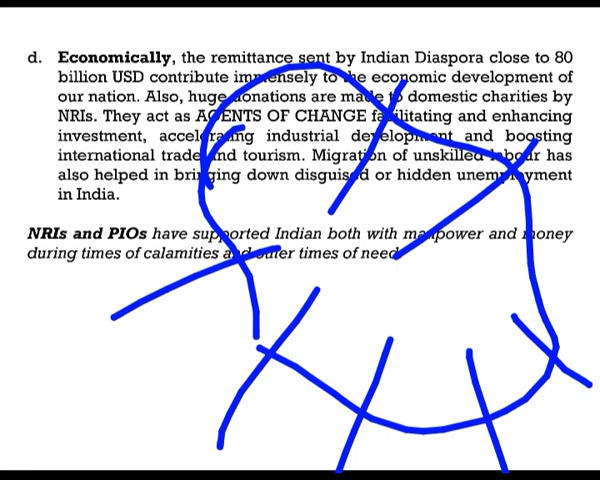 d. Economically, the remittance sent by Indian Diaspora close to 80
billion USD contribute immensely to the economic development of
our nation. Also, huge donations are made to domestic charities by
NRIs. They act as AGENTS OF CHANGE facilitating and enhancing
investment, accelerating industrial development and boosting
international trade and tourism. Migration of unskilled labour has
also helped in bringing down disguised or hidden unemployment
in India.
NRIs and PIOs have supported Indian both with manpower and money
during times of calamities and other times of need